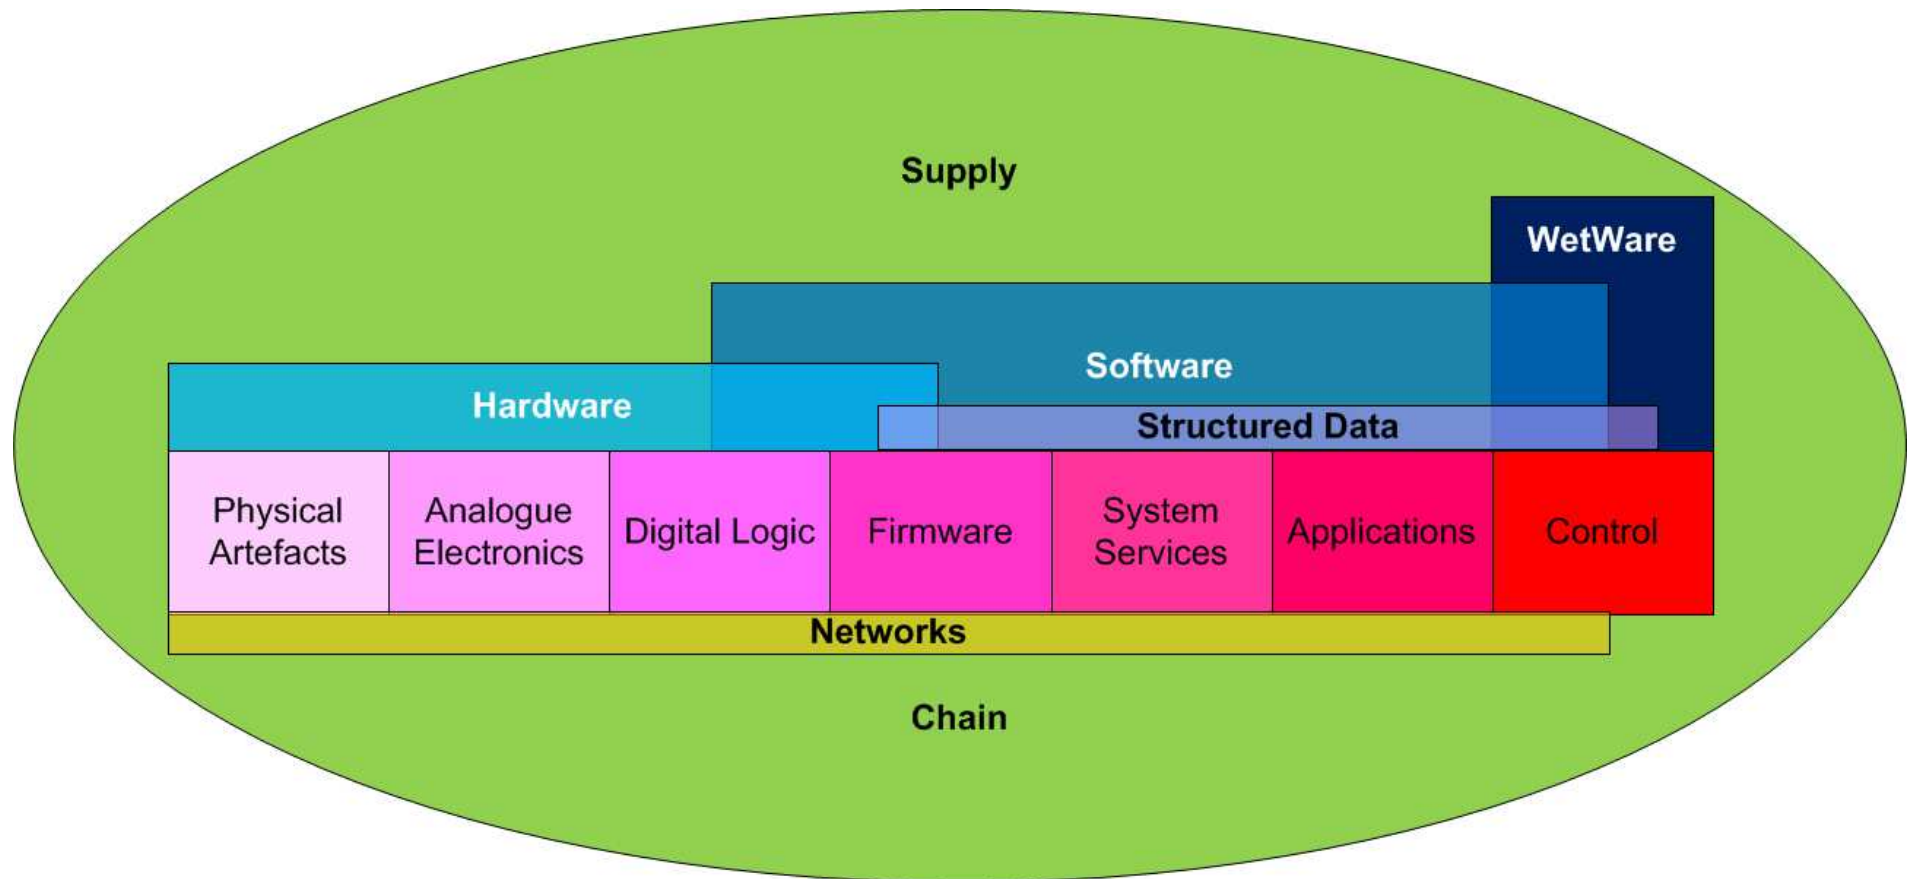 Supply
WetWare
Software
Hardware
Structured Data
Physical
Artefacts
Analogue
Electronics
Digital Logic
Firmware
System
Services
Applications
Control
Networks
Chain